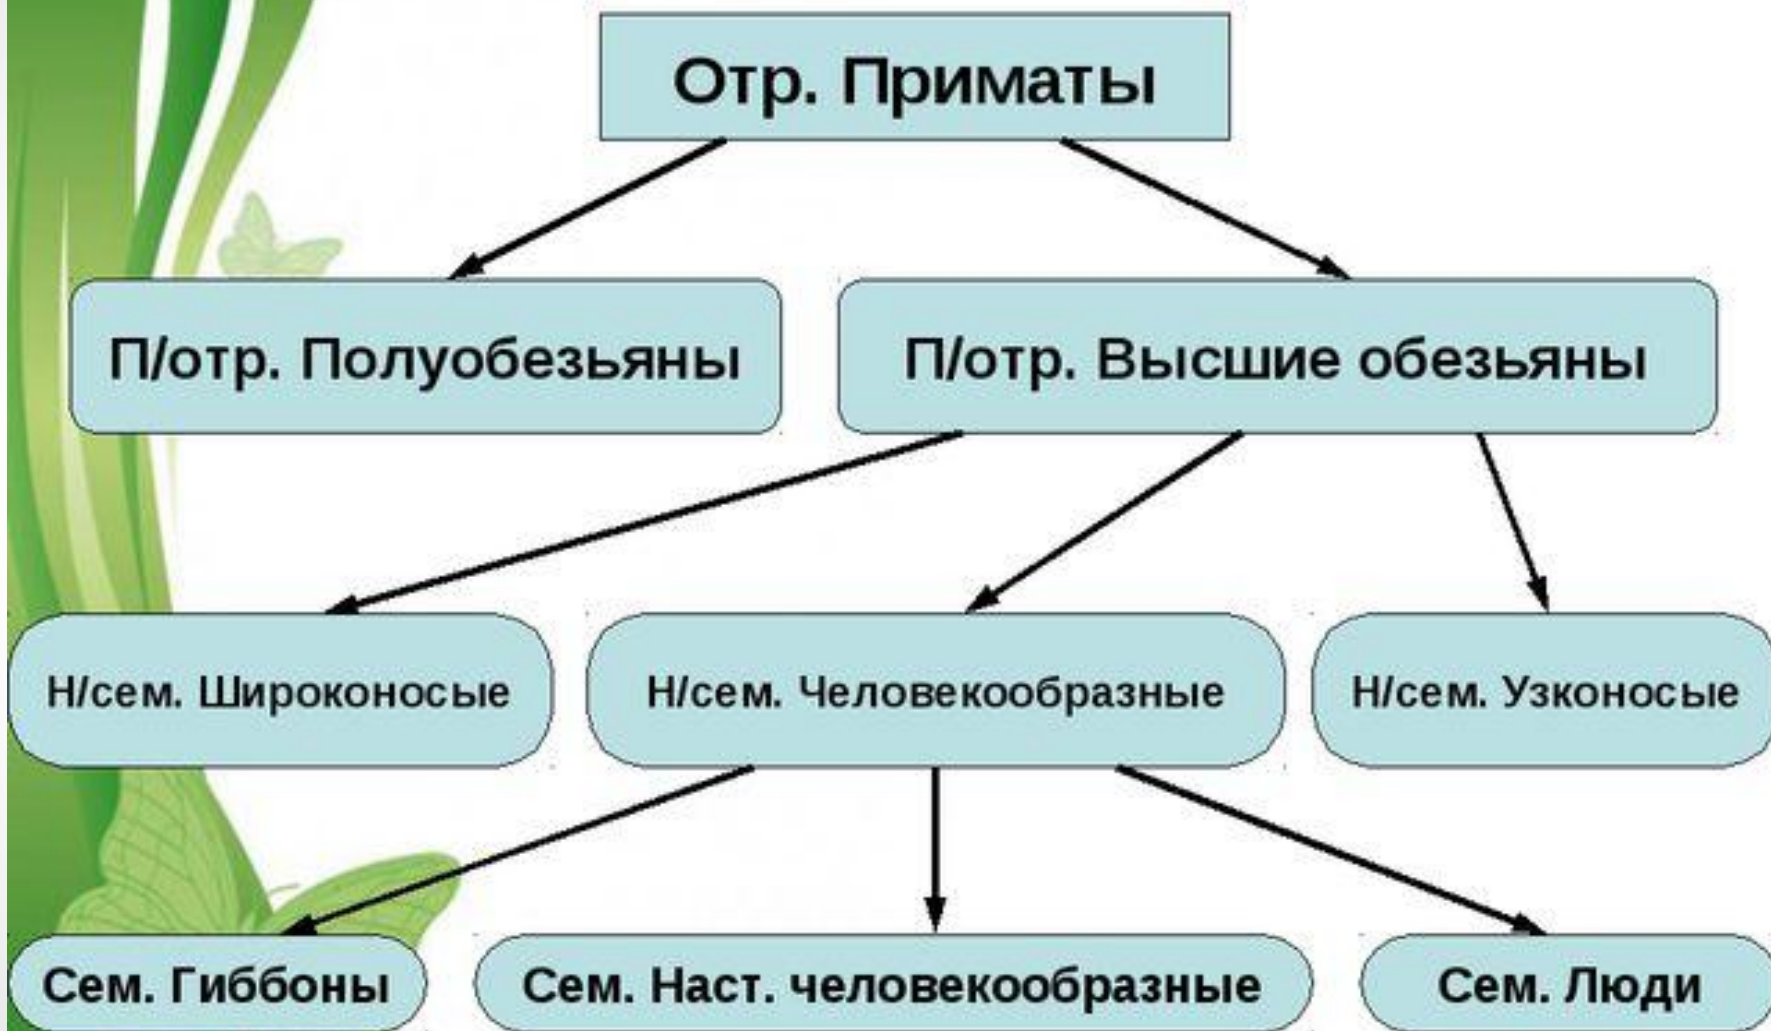 Отр. Приматы
П/отр. Полуобезьяны
П/отр. Высшие обезьяны
Н/сем. Широконосые
Н/сем. Человекообразные
Н/сем. Узконосые
Сем. Гиббоны
Сем. Наст. человекообразные
Сем. Люди